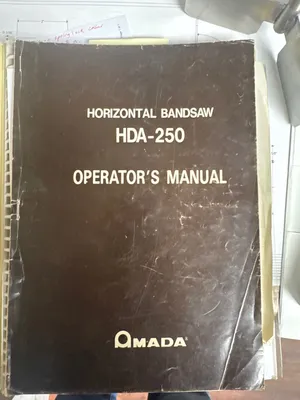 HORIZONTAL BANDSAW
HDA-250
OPERATOR'S MANUAL
AMADA